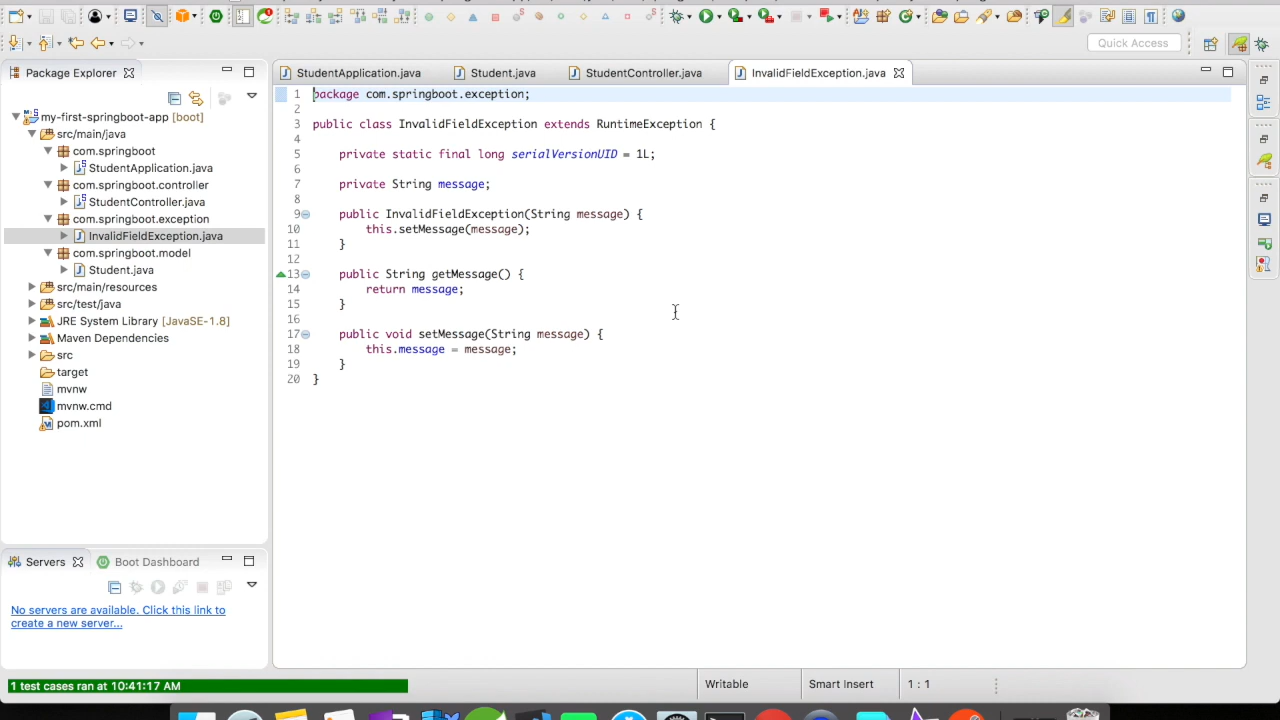 Quick Access
Package Explorer
my-first-springboot-app [boot]
src/main/java
com.springboot
StudentApplication.java
com.springboot.controller
StudentController.java
com.springboot.exception
InvalidFieldException.java
com.springboot.model
Student.java
src/main/resources
src/test/java
JRE System Library [JavaSE-1.8]
Maven Dependencies
src
target
mvnw
mvnw.cmd
pom.xml
StudentApplication.java Student.java StudentController.java InvalidFieldException.java
1 package com.springboot.exception;
2
3 public class InvalidFieldException extends RuntimeException {
4
5 private static final long serialVersionUID = 1L;
6
7 private String message;
8
9 public InvalidFieldException(String message) {
10 this.setMessage(message);
11 }
12
13 public String getMessage() {
14 return message;
15 }
16
17 public void setMessage(String message) {
18 this.message = message;
19 }
20 }
Servers Boot Dashboard
No servers are available. Click this link to
create a new server...
1 test cases ran at 10:41:17 AM
Writable Smart Insert 1 : 1